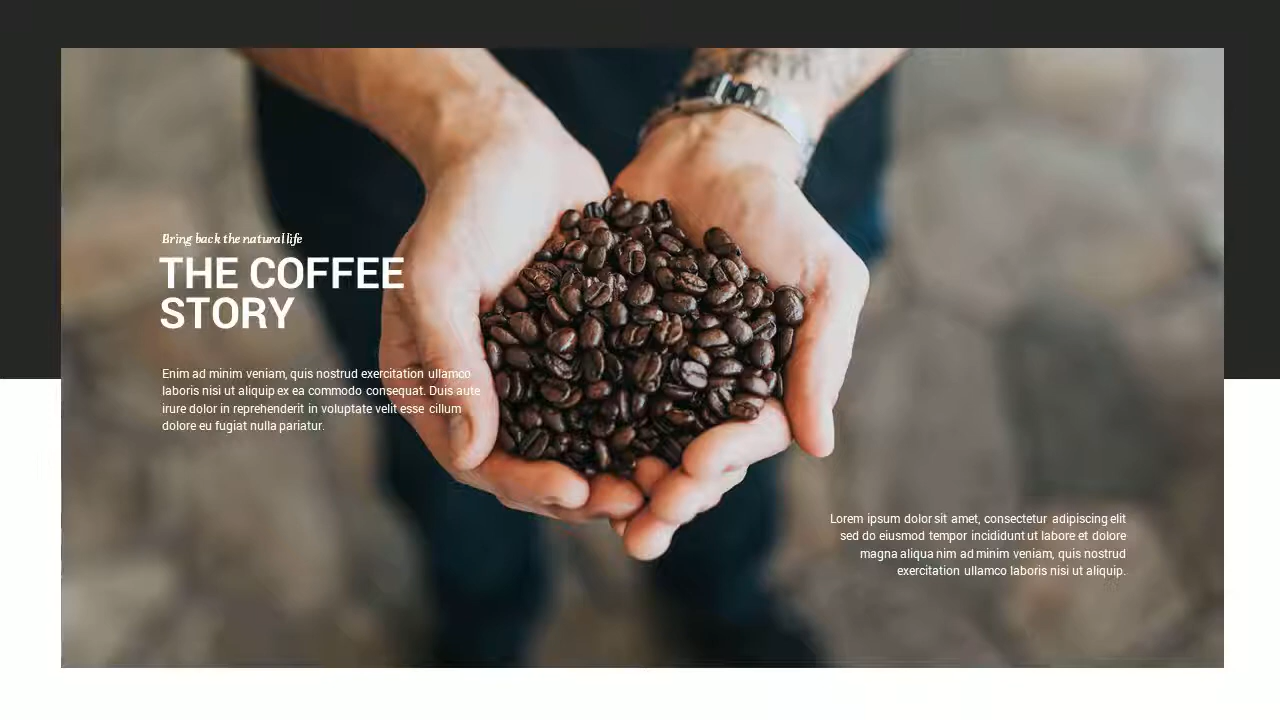 Bring back the natural life
THE COFFEE
STORY
Enim ad minim veniam, quis nostrud exercitation ullamco
laboris nisi ut aliquip ex ea commodo consequat. Duis aute
irure dolor in reprehenderit in voluptate velit esse cillum
dolore eu fugiat nulla pariatur.
Lorem ipsum dolor sit amet, consectetur adipiscing elit
sed do eiusmod tempor incididunt ut labore et dolore
magna aliqua nim ad minim veniam, quis nostrud
exercitation ullamco laboris nisi ut aliquip.